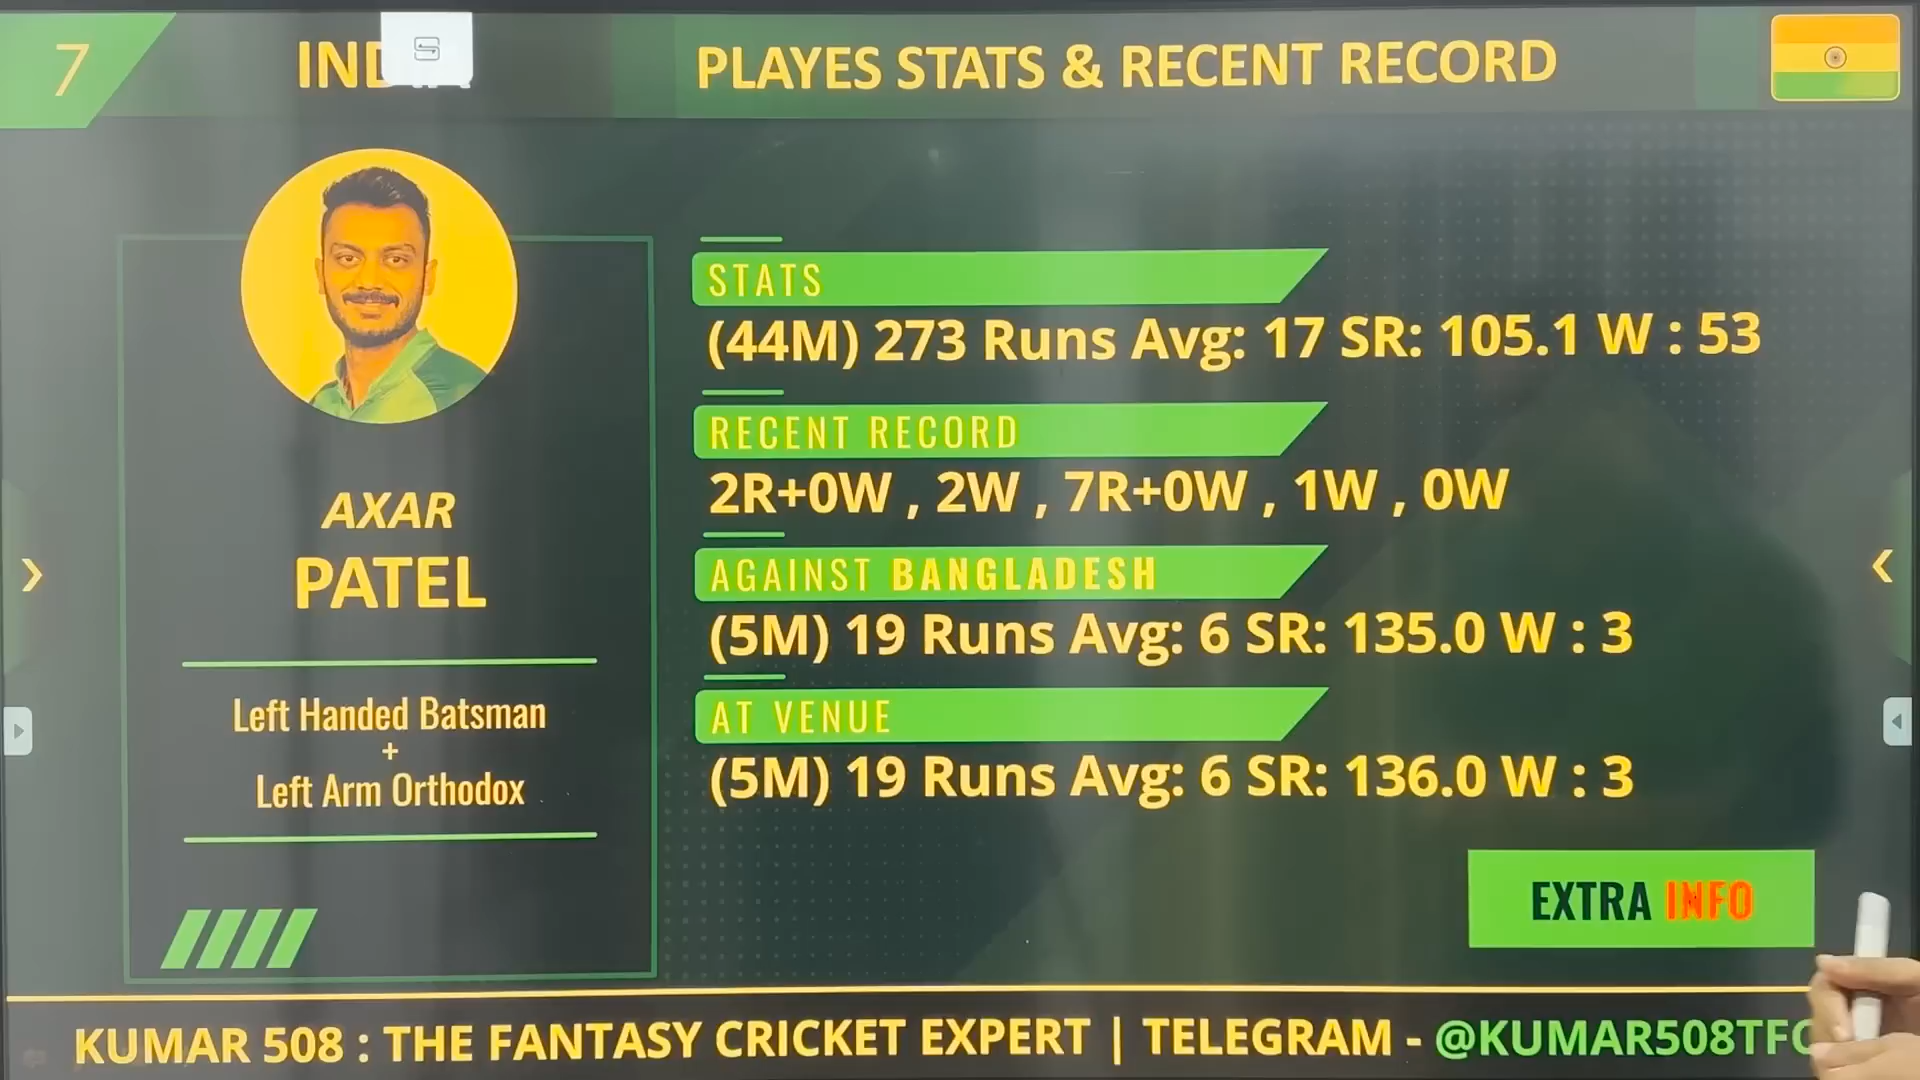 7
PLAYES STATS & RECENT RECORD
AXAR
PATEL
Left Handed Batsman
+
Left Arm Orthodox
STATS
(44M) 273 Runs Avg: 17 SR: 105.1 W : 53
RECENT RECORD
2R+0W , 2W , 7R+0W , 1W , 0W
AGAINST BANGLADESH
(5M) 19 Runs Avg: 6 SR: 135.0 W : 3
AT VENUE
(5M) 19 Runs Avg: 6 SR: 136.0 W : 3
EXTRA INFO
KUMAR 508 : THE FANTASY CRICKET EXPERT | TELEGRAM -